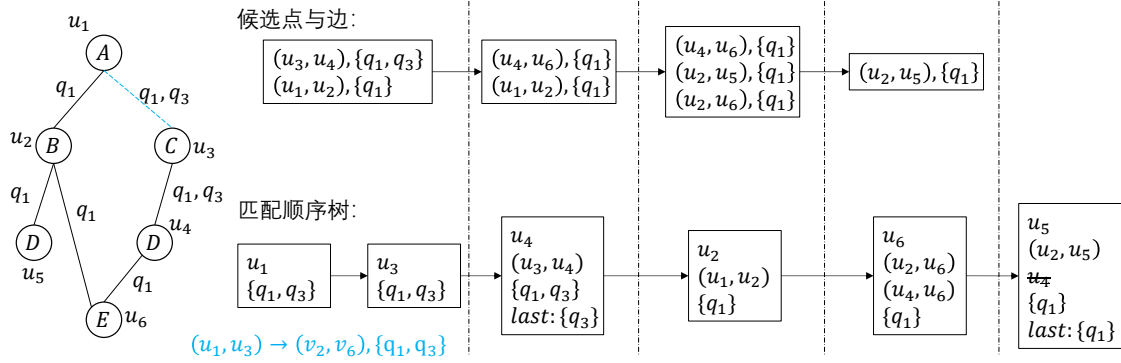 u₁
A
q₁
q₁, q₃
u₂
B
C
u₃
q₁
q₁
q₁, q₃
D
u₅
D
u₄
q₁
E
u₆
候选点与边:
(u₃, u₄), {q₁, q₃}
(u₁, u₂), {q₁}
(u₄, u₆), {q₁}
(u₁, u₂), {q₁}
(u₄, u₆), {q₁}
(u₂, u₅), {q₁}
(u₂, u₆), {q₁}
(u₂, u₅), {q₁}
匹配顺序树:
u₁
{q₁, q₃}
u₃
{q₁, q₃}
u₄
(u₃, u₄)
{q₁, q₃}
last: {q₃}
u₂
(u₁, u₂)
{q₁}
u₆
(u₂, u₆)
(u₄, u₆)
{q₁}
u₅
(u₂, u₅)
u₄
{q₁}
last: {q₁}
(u₁, u₃) → (v₂, v₆), {q₁, q₃}